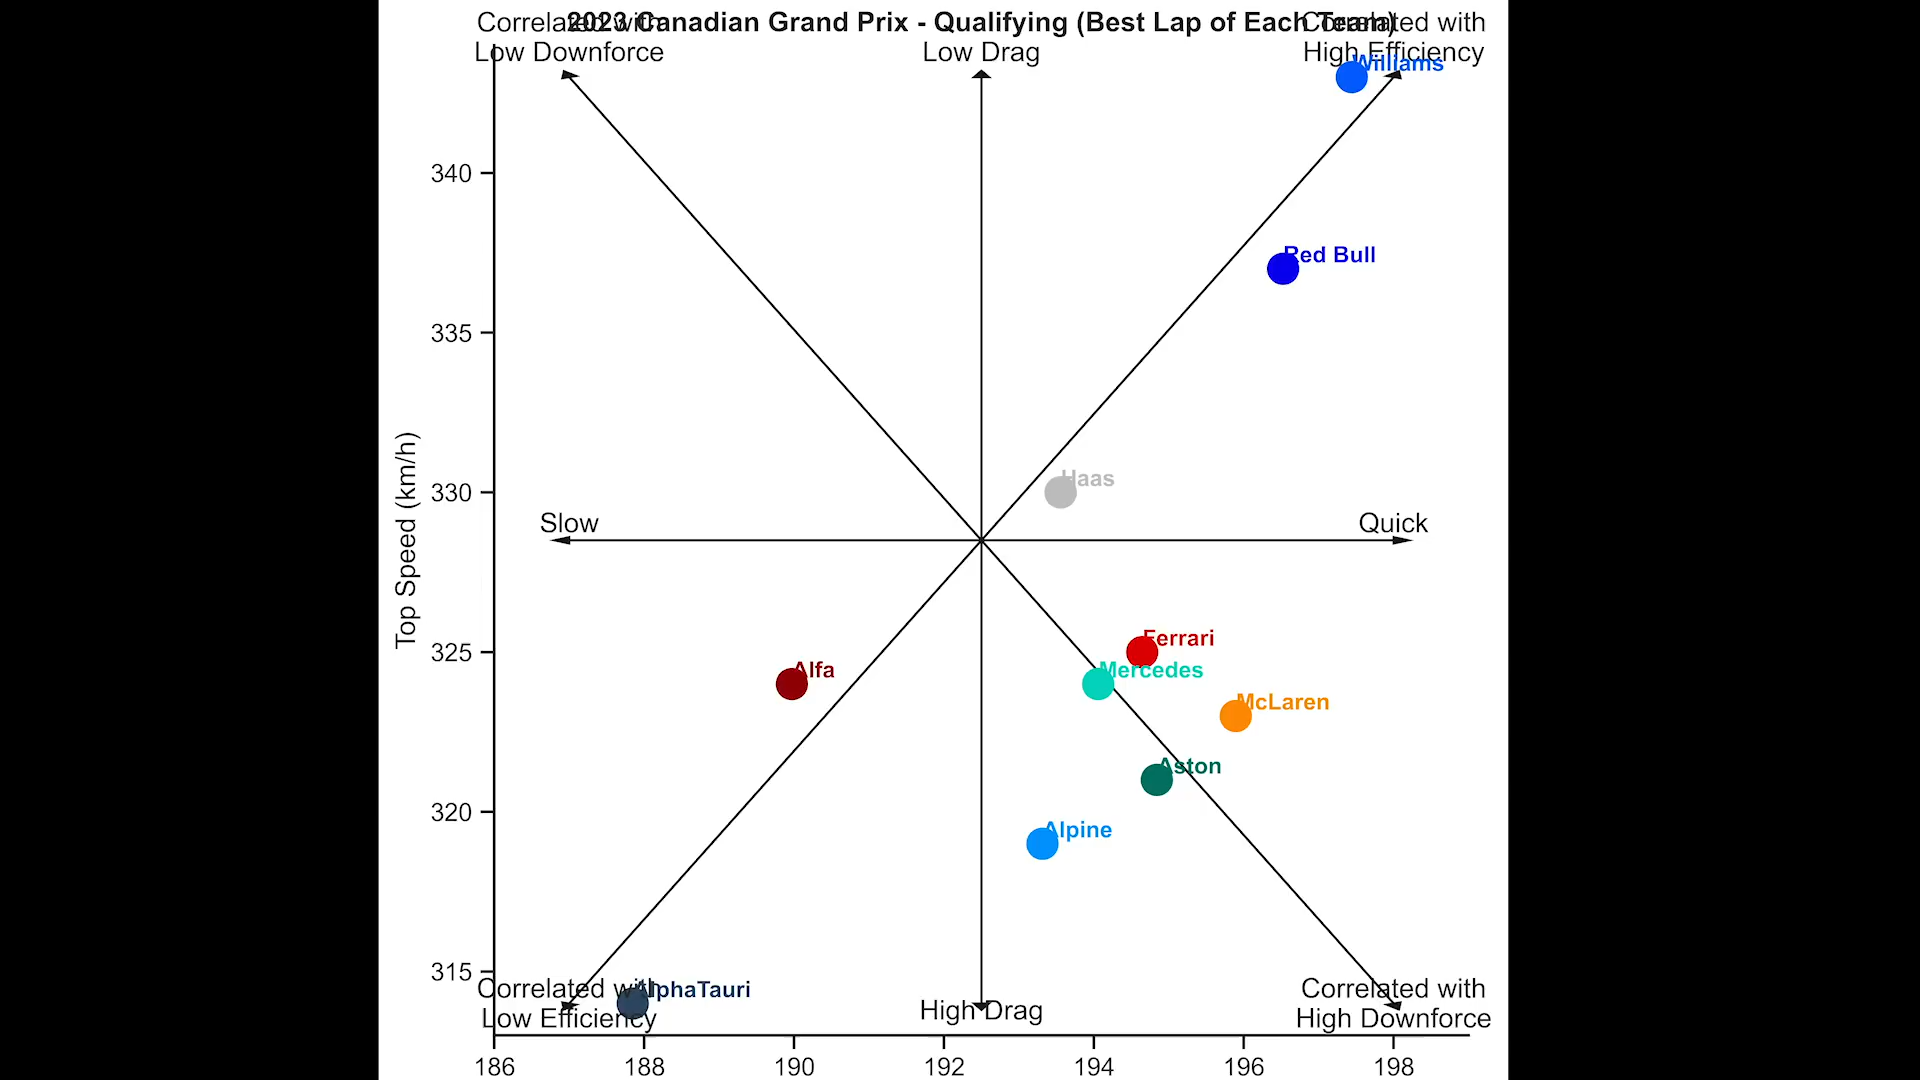 2023 Canadian Grand Prix - Qualifying (Best Lap of Each Team)
Correlated with
Low Downforce
Low Drag
Correlated with
High Efficiency
Williams
340
Red Bull
335
Top Speed (km/h)
330
Haas
Slow
Quick
325
Ferrari
Alfa
Mercedes
McLaren
Aston
320
Alpine
315
Correlated with
Low Efficiency
AlphaTauri
High Drag
Correlated with
High Downforce
186 188 190 192 194 196 198